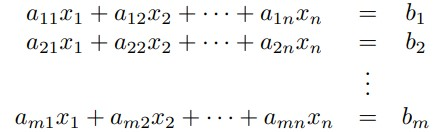 a₁₁x₁ + a₁₂x₂ + ⋯ + a₁ₙxₙ = b₁
a₂₁x₁ + a₂₂x₂ + ⋯ + a₂ₙxₙ = b₂
⋮
aₘ₁x₁ + aₘ₂x₂ + ⋯ + aₘₙxₙ = bₘ